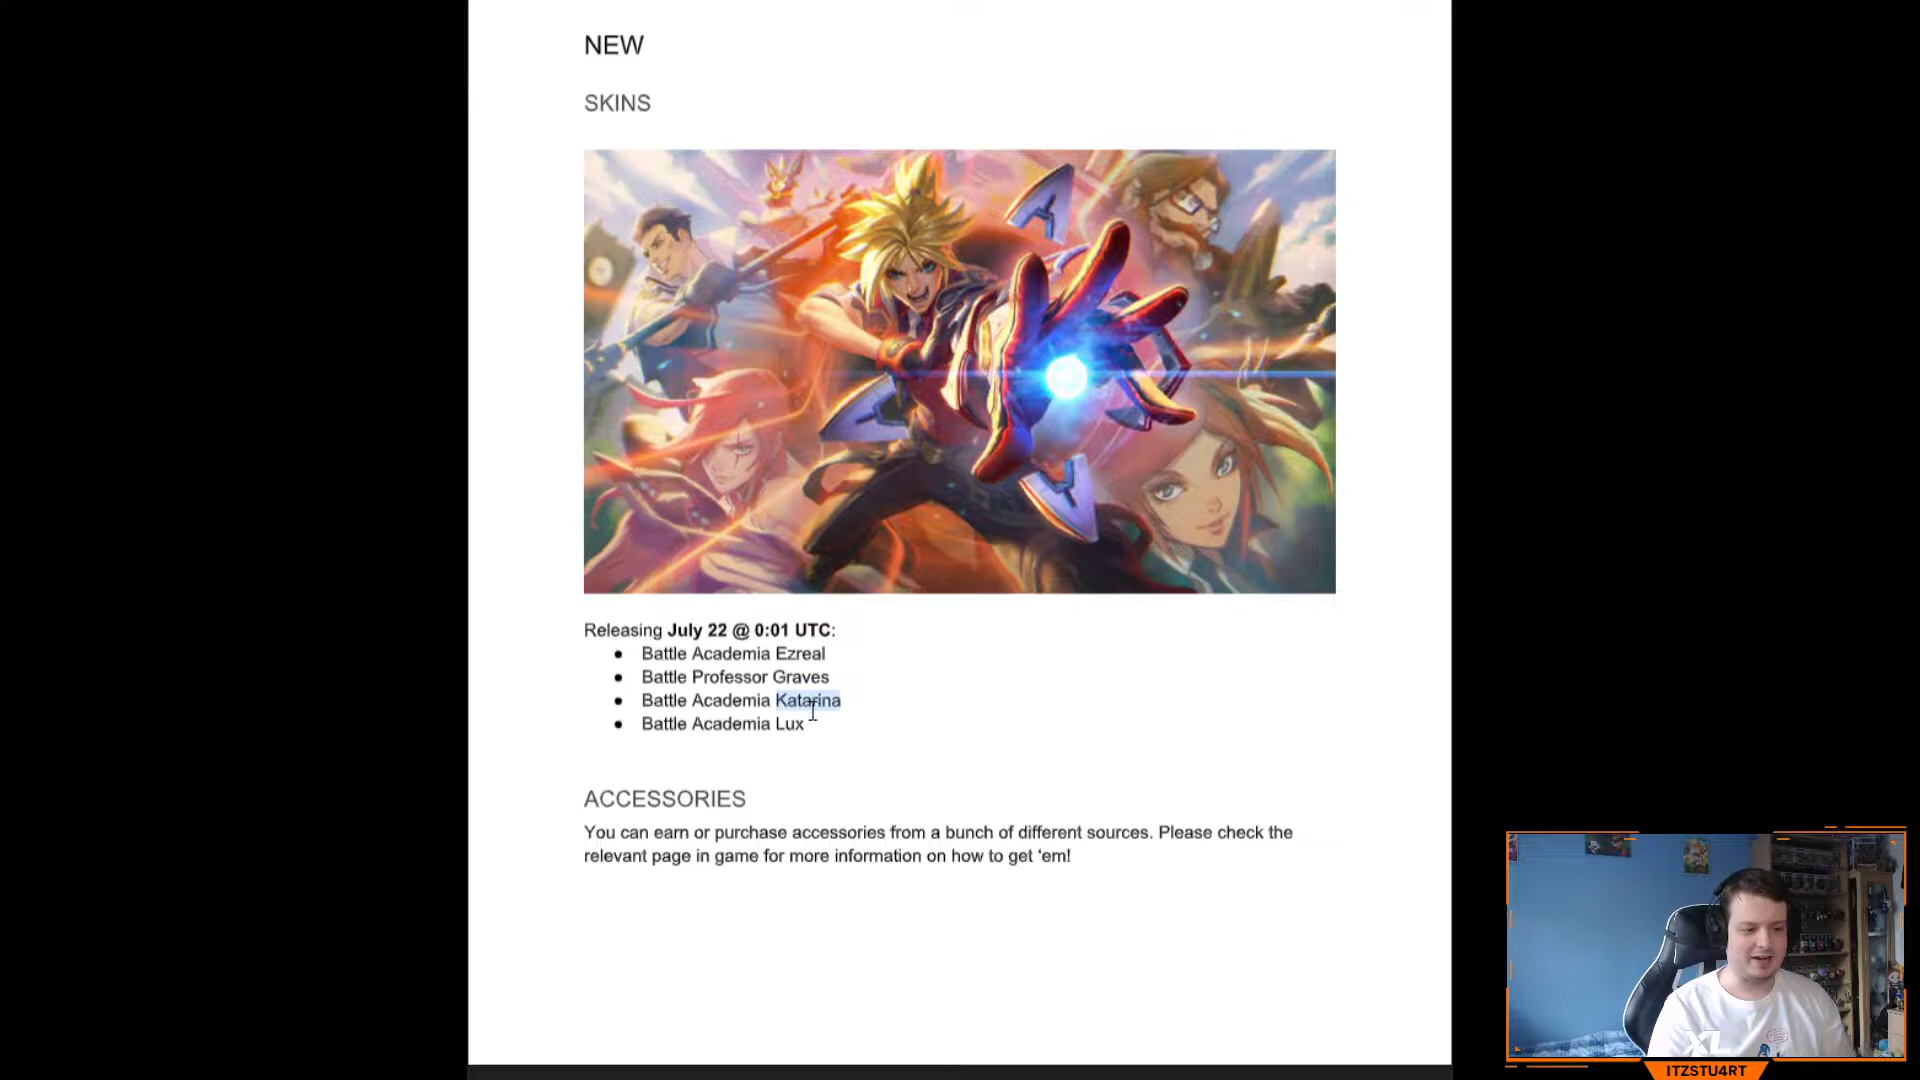 NEW
SKINS
Releasing July 22 @ 0:01 UTC:
• Battle Academia Ezreal
• Battle Professor Graves
• Battle Academia Katarina
• Battle Academia Lux
ACCESSORIES
You can earn or purchase accessories from a bunch of different sources. Please check the
relevant page in game for more information on how to get ‘em!
XL
ITZSTU4RT